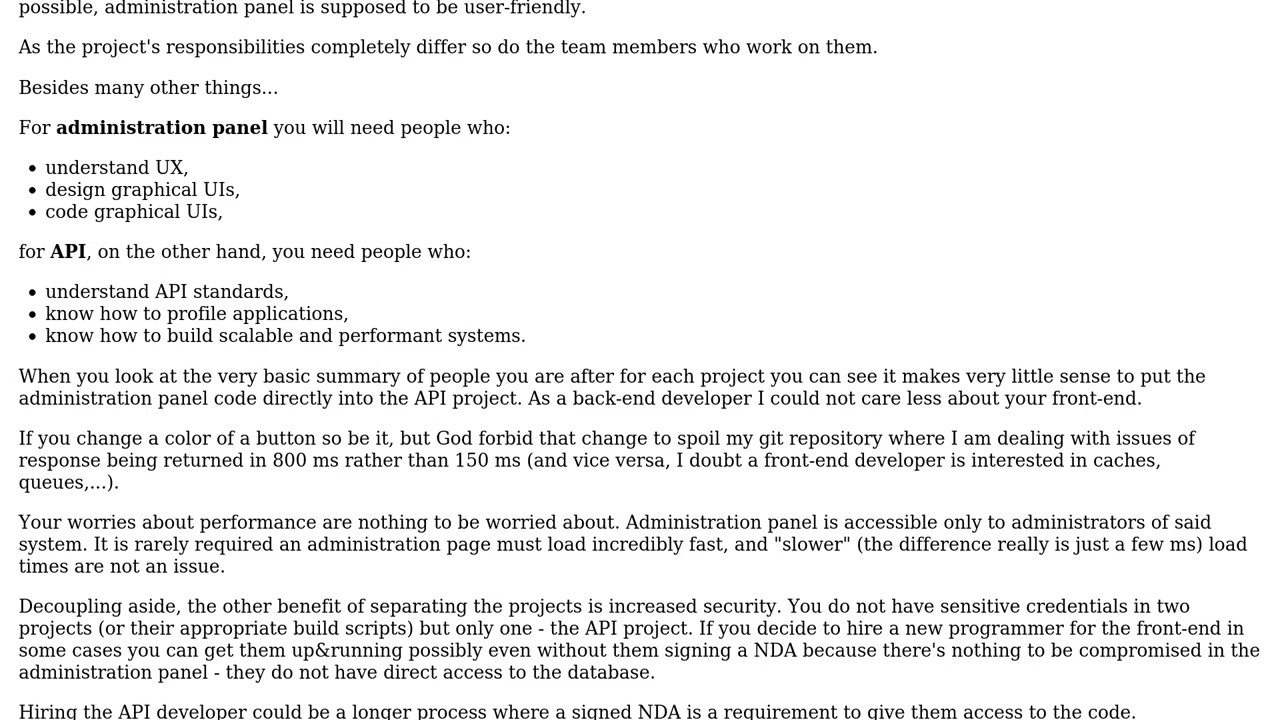 possible, administration panel is supposed to be user-friendly.
As the project's responsibilities completely differ so do the team members who work on them.
Besides many other things...
For administration panel you will need people who:
• understand UX,
• design graphical UIs,
• code graphical UIs,
for API, on the other hand, you need people who:
• understand API standards,
• know how to profile applications,
• know how to build scalable and performant systems.
When you look at the very basic summary of people you are after for each project you can see it makes very little sense to put the
administration panel code directly into the API project. As a back-end developer I could not care less about your front-end.
If you change a color of a button so be it, but God forbid that change to spoil my git repository where I am dealing with issues of
response being returned in 800 ms rather than 150 ms (and vice versa, I doubt a front-end developer is interested in caches,
queues,...).
Your worries about performance are nothing to be worried about. Administration panel is accessible only to administrators of said
system. It is rarely required an administration page must load incredibly fast, and "slower" (the difference really is just a few ms) load
times are not an issue.
Decoupling aside, the other benefit of separating the projects is increased security. You do not have sensitive credentials in two
projects (or their appropriate build scripts) but only one - the API project. If you decide to hire a new programmer for the front-end in
some cases you can get them up&running possibly even without them signing a NDA because there's nothing to be compromised in the
administration panel - they do not have direct access to the database.
Hiring the API developer could be a longer process where a signed NDA is a requirement to give them access to the code.